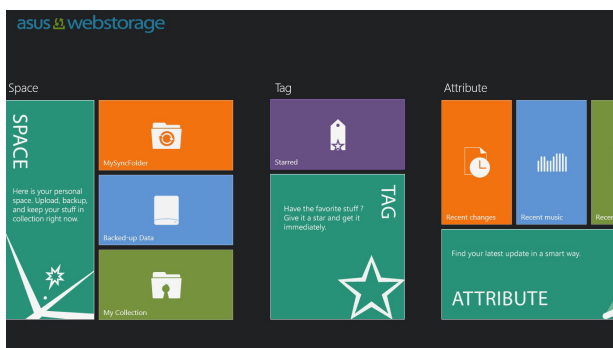 asus webstorage
Space
Tag
Attribute
SPACE
Here is your personal
space. Upload, backup,
and keep your stuff in
collection right now.
MySyncFolder
Backed-up Data
My Collection
Starred
Have the favorite stuff ?
Give it a star and get it
immediately.
TAG
Recent changes
Recent music
Recen
Find your latest update in a smart way.
ATTRIBUTE